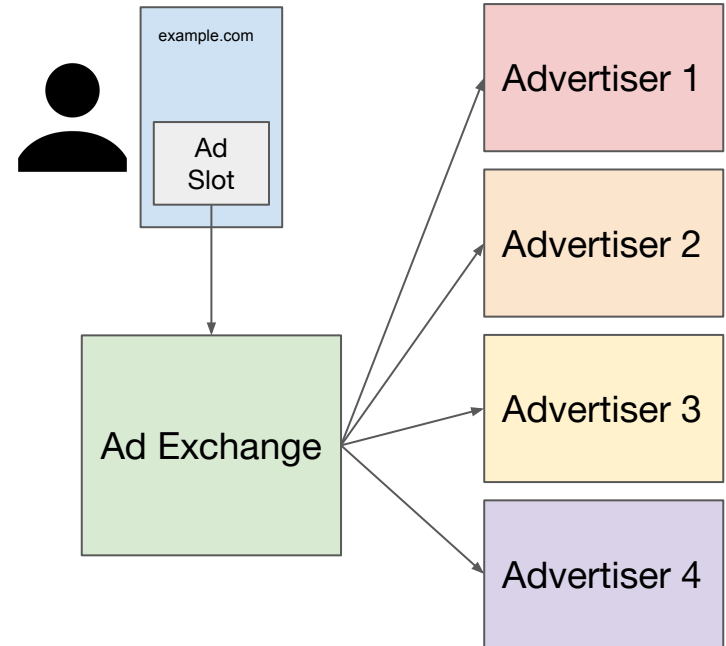 example.com
Ad
Slot
Ad Exchange
Advertiser 1
Advertiser 2
Advertiser 3
Advertiser 4